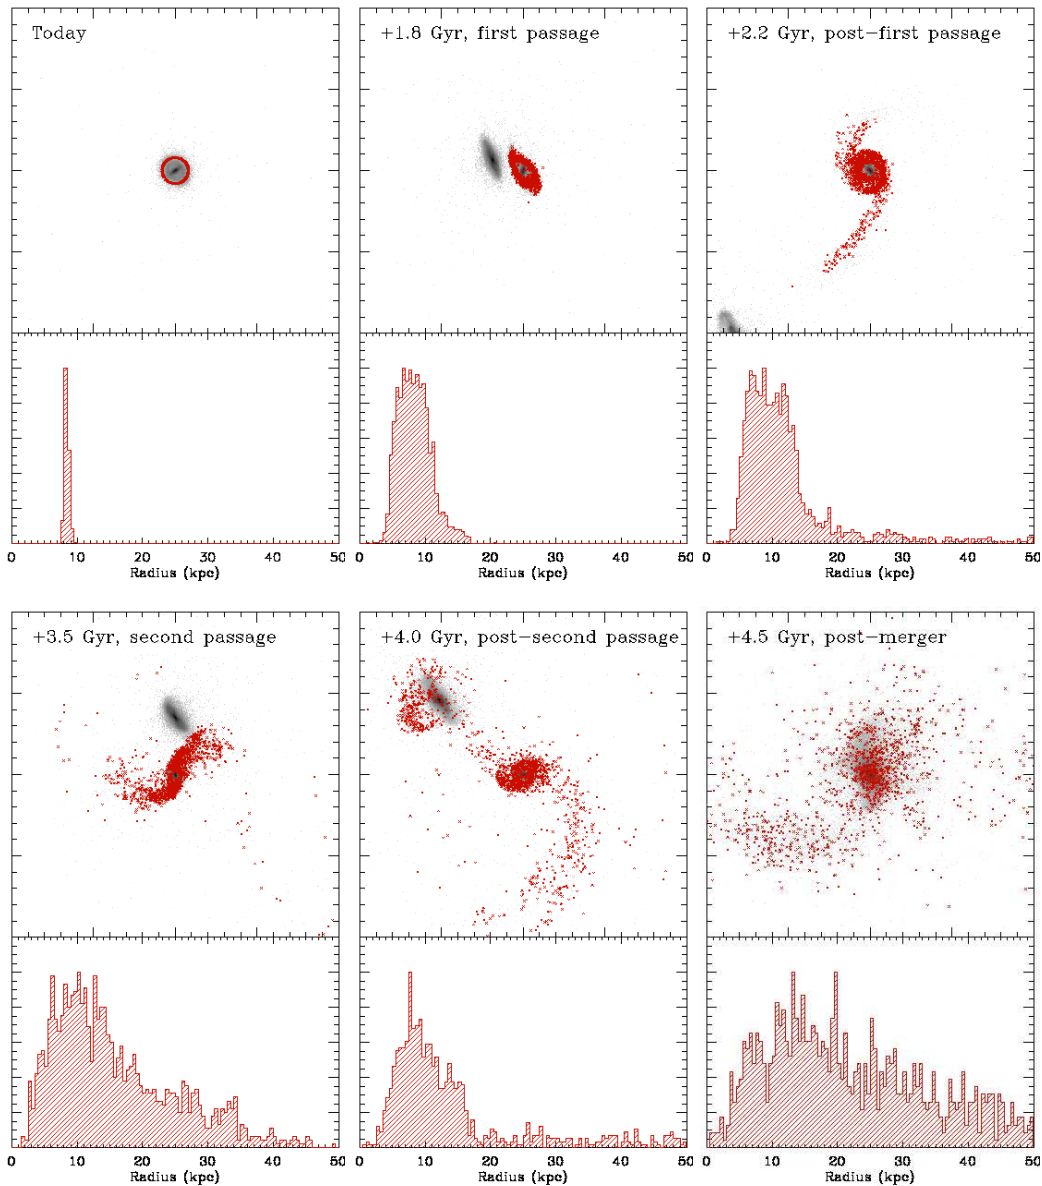 Today
+1.8 Gyr, first passage
+2.2 Gyr, post-first passage
0 10 20 30 40 50
Radius (kpc)
0 10 20 30 40 50
Radius (kpc)
0 10 20 30 40 50
Radius (kpc)
+3.5 Gyr, second passage
+4.0 Gyr, post-second passage
+4.5 Gyr, post-merger
0 10 20 30 40 50
Radius (kpc)
0 10 20 30 40 50
Radius (kpc)
0 10 20 30 40 50
Radius (kpc)